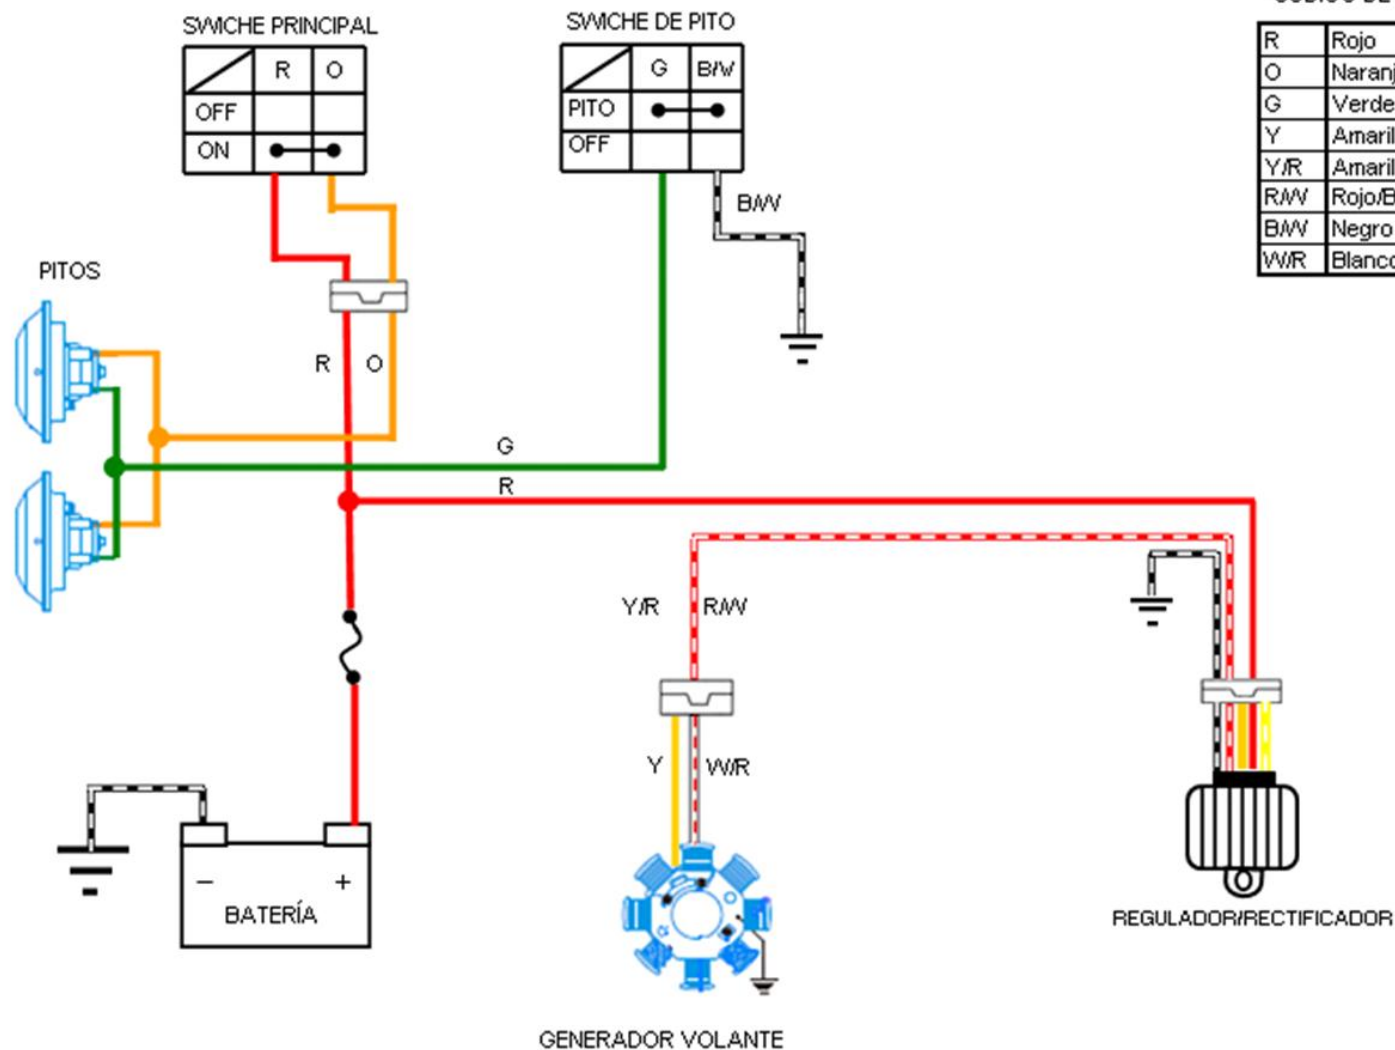 SWICHE PRINCIPAL
R O
OFF
ON
SWICHE DE PITO
G B/W
PITO
OFF
R Rojo
O
G Verde
Y
Y/R
R/W
B/W Negro
W/R
B/W
PITOS
R O
G
R
Y/R R/W
Y W/R
− +
BATERÍA
REGULADOR/RECTIFICADOR
GENERADOR VOLANTE